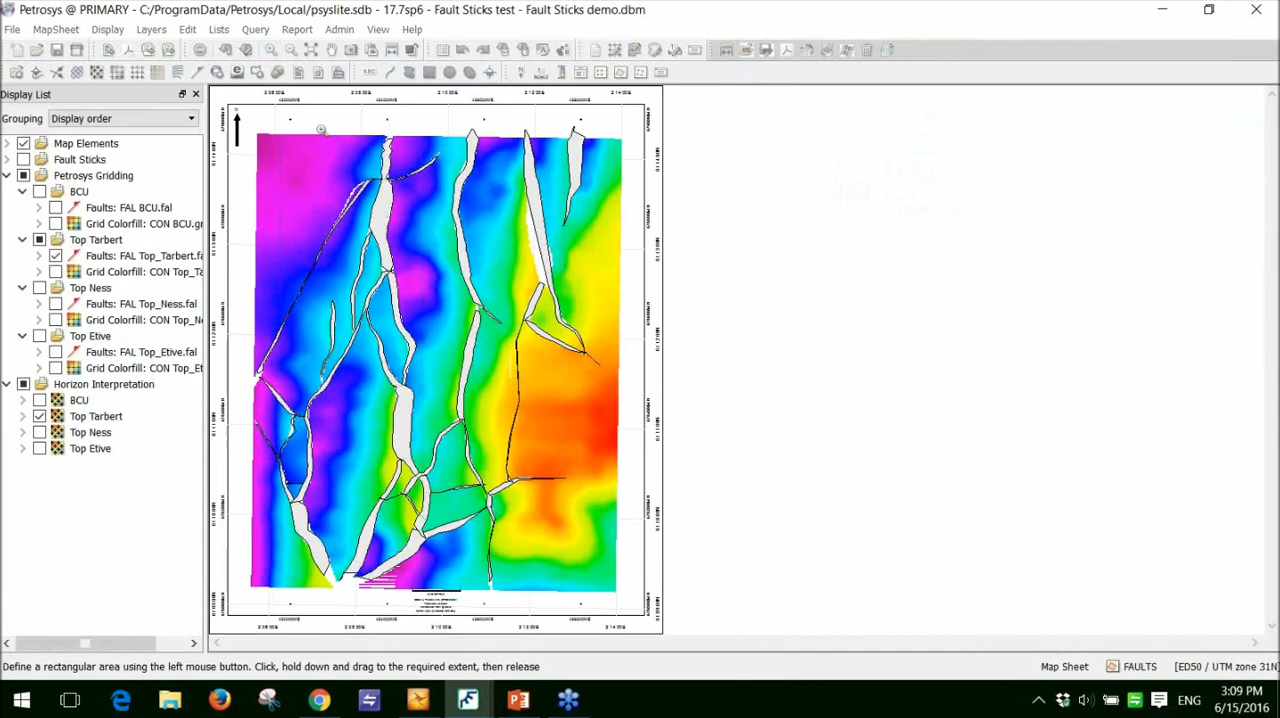 Petrosys @ PRIMARY - C:/ProgramData/Petrosys/Local/psyslite.sdb - 17.7sp6 - Fault Sticks test - Fault Sticks demo.dbm
File MapSheet Display Layers Edit Lists Query Report Admin View Help
Display List
Grouping Display order
Map Elements
Fault Sticks
Petrosys Gridding
BCU
Faults: FAL BCU.fal
Grid Colorfill: CON BCU.gr
Top Tarbert
Faults: FAL Top_Tarbert.fa
Grid Colorfill: CON Top_Ta
Top Ness
Faults: FAL Top_Ness.fal
Grid Colorfill: CON Top_N
Top Etive
Faults: FAL Top_Etive.fal
Grid Colorfill: CON Top_Et
Horizon Interpretation
BCU
Top Tarbert
Top Ness
Top Etive
Define a rectangular area using the left mouse button. Click, hold down and drag to the required extent, then release
Map Sheet FAULTS [ED50 / UTM zone 31N
ENG
3:09 PM
6/15/2016